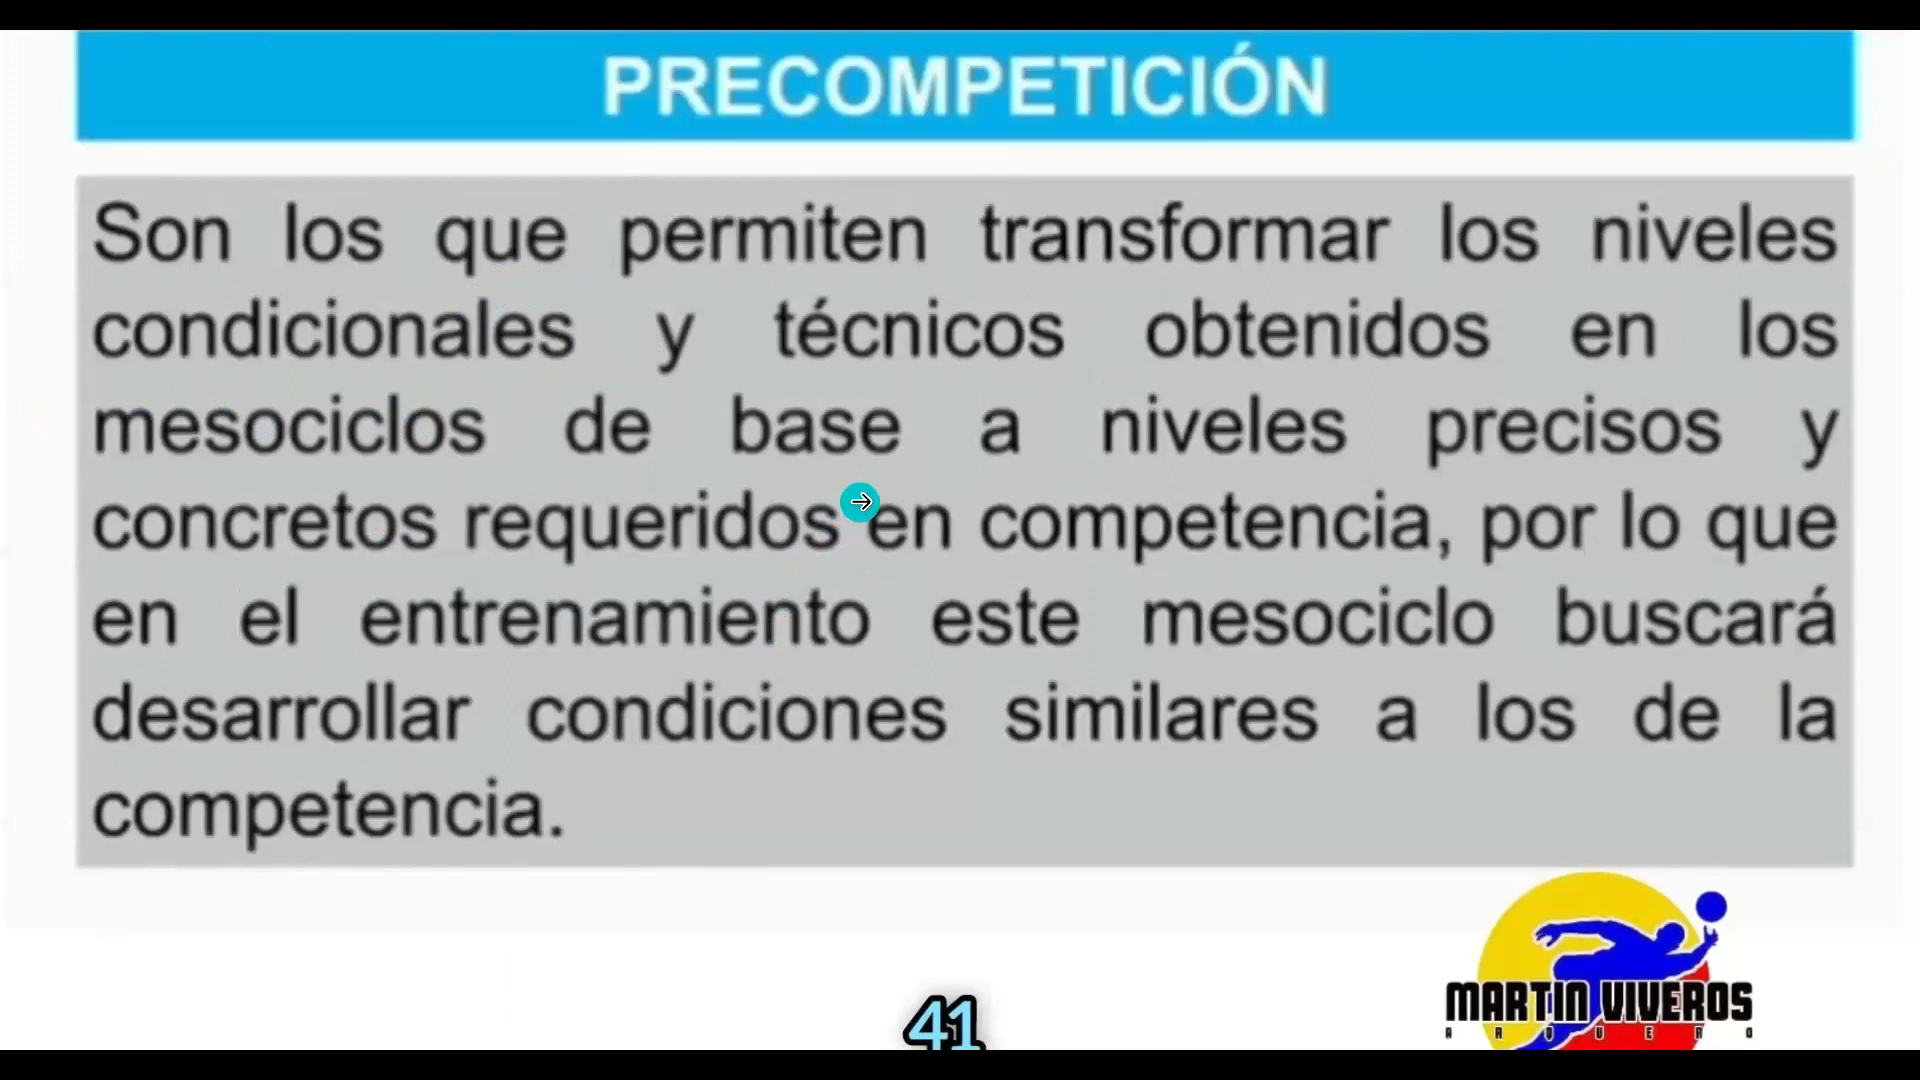 PRECOMPETICIÓN
Son los que permiten transformar los niveles
condicionales y técnicos obtenidos en los
mesociclos de base a niveles precisos y
concretos requeridos en competencia, por lo que
en el entrenamiento este mesociclo buscará
desarrollar condiciones similares a los de la
competencia.
MARTIN VIVEROS
ARQUERO
41